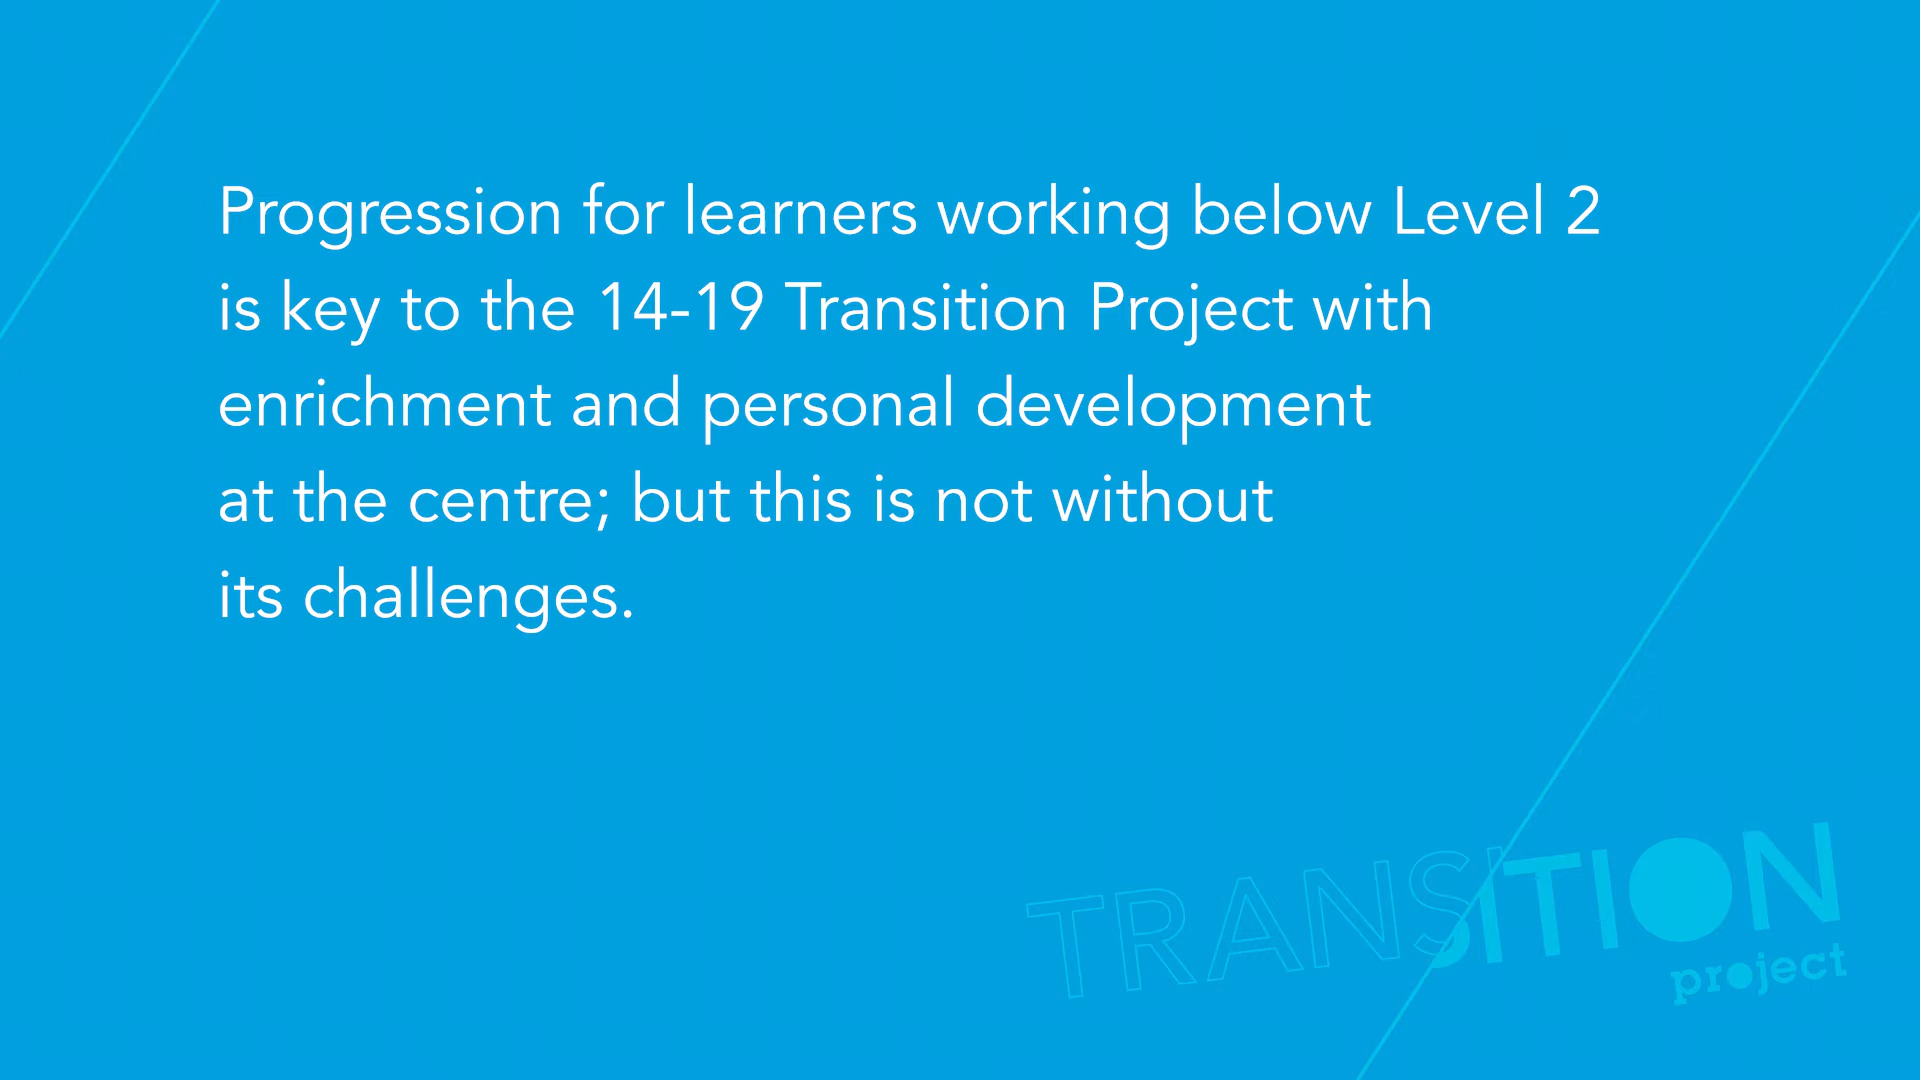 Progression for learners working below Level 2
is key to the 14-19 Transition Project with
enrichment and personal development
at the centre; but this is not without
its challenges.
TRANSITION
project